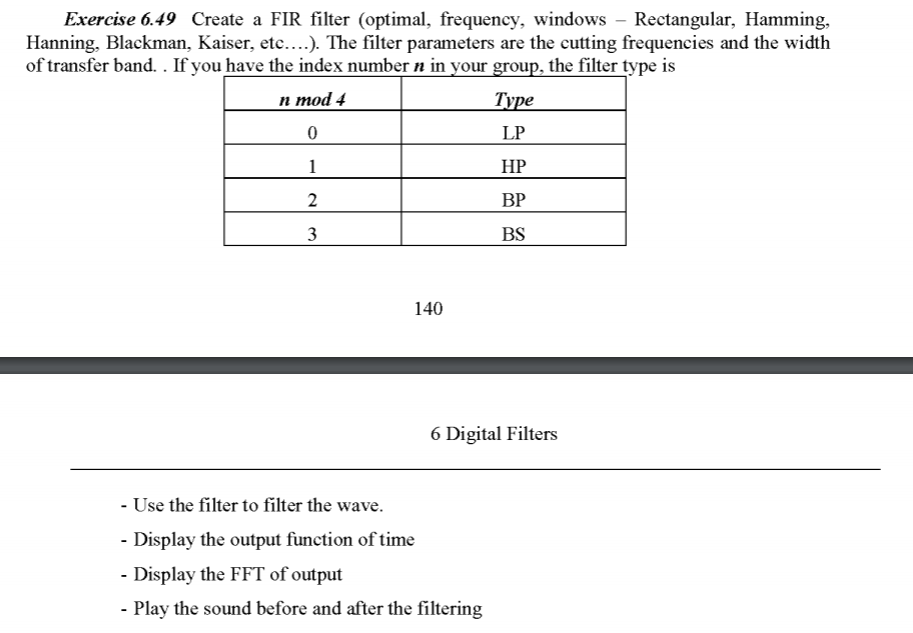 Exercise 6.49 Create a FIR filter (optimal, frequency, windows – Rectangular, Hamming,
Hanning, Blackman, Kaiser, etc.…). The filter parameters are the cutting frequencies and the width
of transfer band. . If you have the index number n in your group, the filter type is
n mod 4 Type
0 LP
1 HP
2 BP
3 BS
140
6 Digital Filters
- Use the filter to filter the wave.
- Display the output function of time
- Display the FFT of output
- Play the sound before and after the filtering